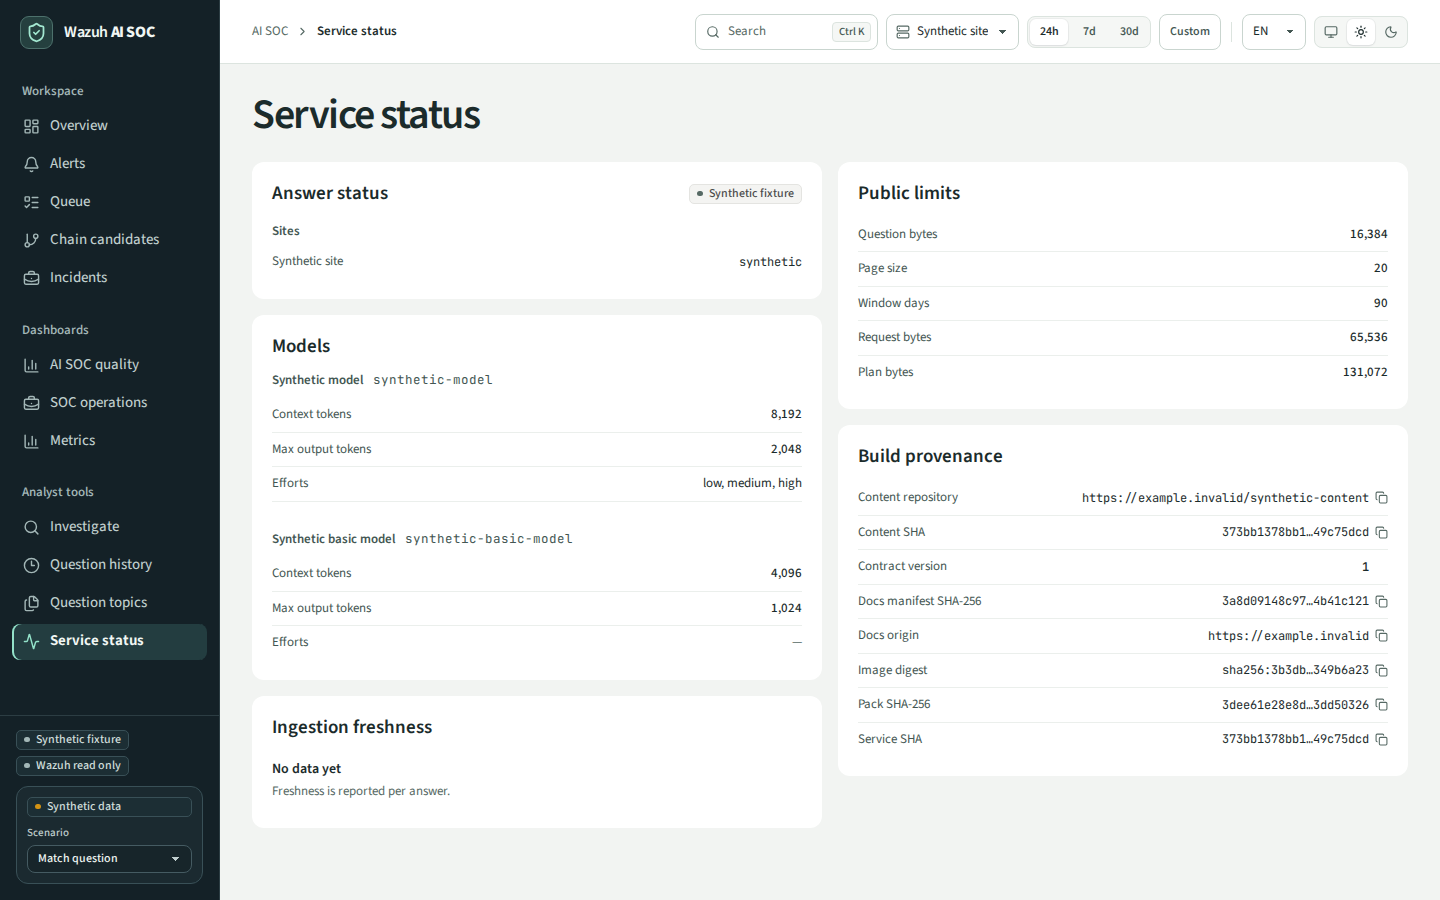 Wazuh AI SOC
Workspace
Overview
Alerts
Queue
Chain candidates
Incidents
Dashboards
AI SOC quality
SOC operations
Metrics
Analyst tools
Investigate
Question history
Question topics
Service status
Synthetic fixture
Wazuh read only
Synthetic data
Scenario
Match question
AI SOC > Service status
Search Ctrl K
Synthetic site
24h 7d 30d
Custom
EN
Service status
Answer status
Synthetic fixture
Sites
Synthetic site synthetic
Models
Synthetic model synthetic-model
Context tokens 8,192
Max output tokens 2,048
Efforts low, medium, high
Synthetic basic model synthetic-basic-model
Context tokens 4,096
Max output tokens 1,024
Efforts —
Ingestion freshness
No data yet
Freshness is reported per answer.
Public limits
Question bytes 16,384
Page size 20
Window days 90
Request bytes 65,536
Plan bytes 131,072
Build provenance
Content repository https://example.invalid/synthetic-content
Content SHA 373bb1378bb1…49c75dcd
Contract version 1
Docs manifest SHA-256 3a8d09148c97…4b41c121
Docs origin https://example.invalid
Image digest sha256:3b3db…349b6a23
Pack SHA-256 3dee61e28e8d…3dd50326
Service SHA 373bb1378bb1…49c75dcd